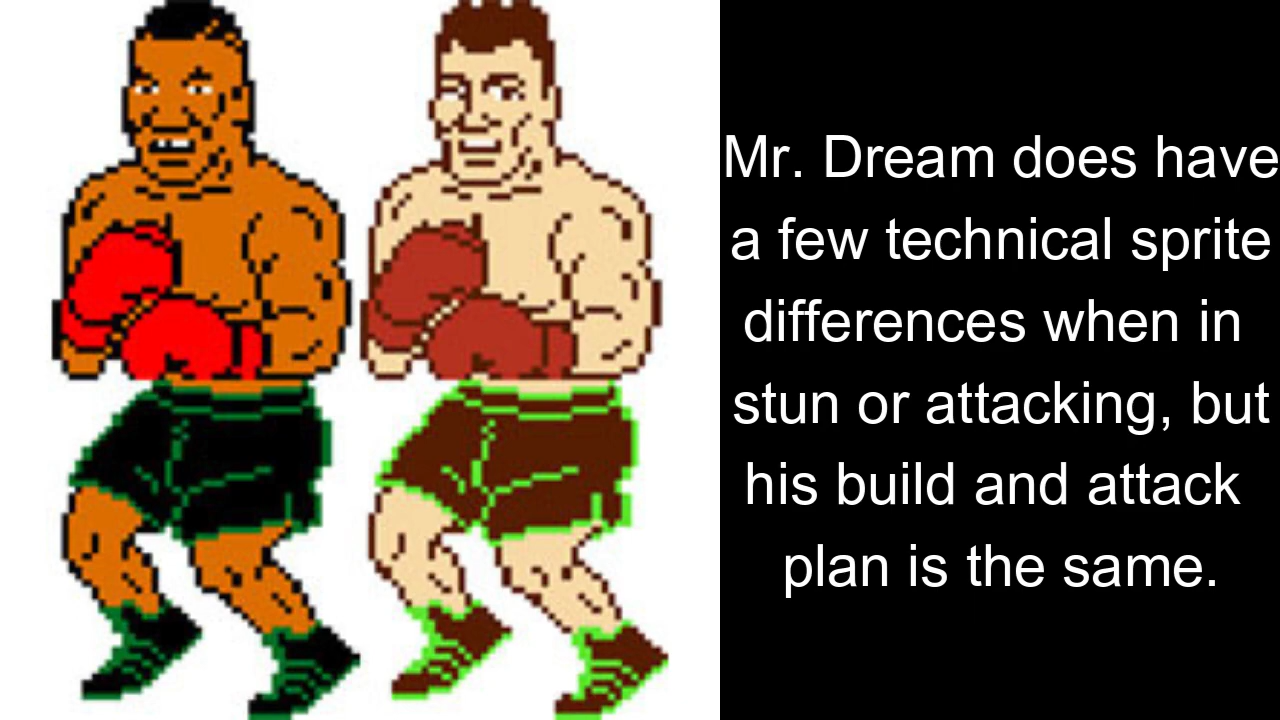 Mr. Dream does have
a few technical sprite
differences when in
stun or attacking, but
his build and attack
plan is the same.